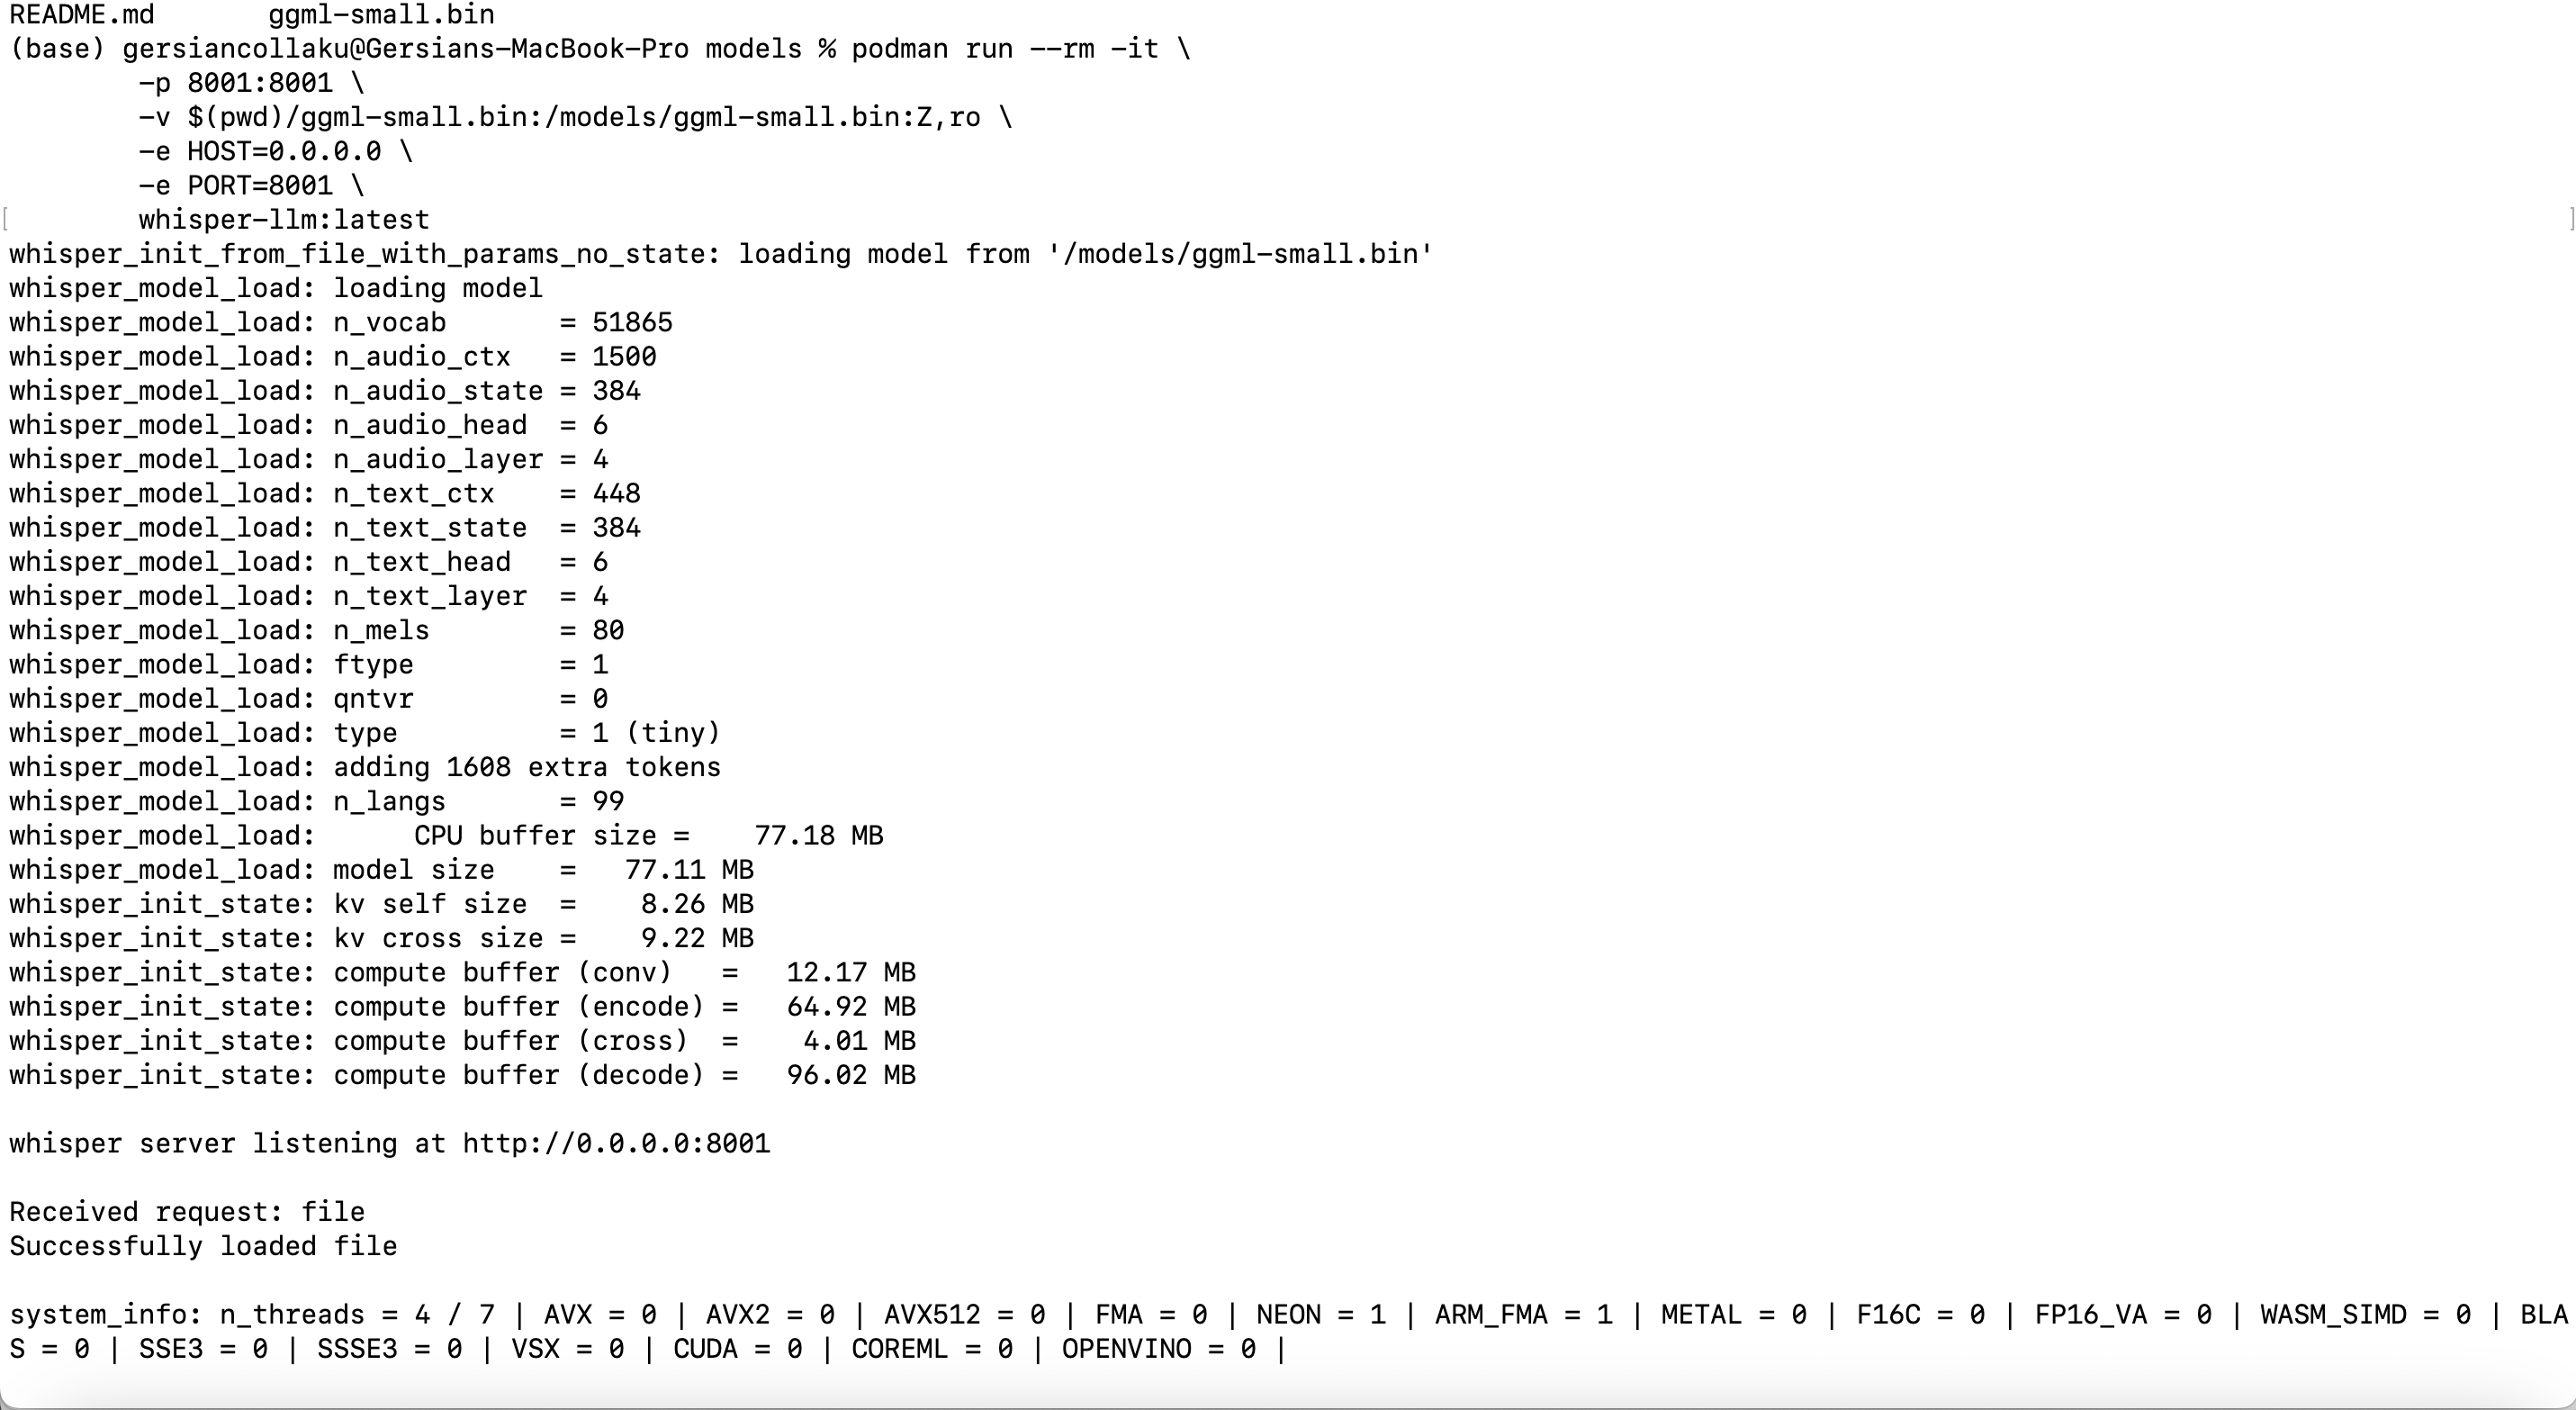 README.md       ggml-small.bin
(base) gersiancollaku@Gersians-MacBook-Pro models % podman run --rm -it \
        -p 8001:8001 \
        -v $(pwd)/ggml-small.bin:/models/ggml-small.bin:Z,ro \
        -e HOST=0.0.0.0 \
        -e PORT=8001 \
[        whisper-llm:latest ]
whisper_init_from_file_with_params_no_state: loading model from '/models/ggml-small.bin'
whisper_model_load: loading model
whisper_model_load: n_vocab       = 51865
whisper_model_load: n_audio_ctx   = 1500
whisper_model_load: n_audio_state = 384
whisper_model_load: n_audio_head  = 6
whisper_model_load: n_audio_layer = 4
whisper_model_load: n_text_ctx    = 448
whisper_model_load: n_text_state  = 384
whisper_model_load: n_text_head   = 6
whisper_model_load: n_text_layer  = 4
whisper_model_load: n_mels        = 80
whisper_model_load: ftype         = 1
whisper_model_load: qntvr         = 0
whisper_model_load: type          = 1 (tiny)
whisper_model_load: adding 1608 extra tokens
whisper_model_load: n_langs       = 99
whisper_model_load:      CPU buffer size =    77.18 MB
whisper_model_load: model size    =   77.11 MB
whisper_init_state: kv self size  =    8.26 MB
whisper_init_state: kv cross size =    9.22 MB
whisper_init_state: compute buffer (conv)   =   12.17 MB
whisper_init_state: compute buffer (encode) =   64.92 MB
whisper_init_state: compute buffer (cross)  =    4.01 MB
whisper_init_state: compute buffer (decode) =   96.02 MB

whisper server listening at http://0.0.0.0:8001

Received request: file
Successfully loaded file

system_info: n_threads = 4 / 7 | AVX = 0 | AVX2 = 0 | AVX512 = 0 | FMA = 0 | NEON = 1 | ARM_FMA = 1 | METAL = 0 | F16C = 0 | FP16_VA = 0 | WASM_SIMD = 0 | BLA
S = 0 | SSE3 = 0 | SSSE3 = 0 | VSX = 0 | CUDA = 0 | COREML = 0 | OPENVINO = 0 |